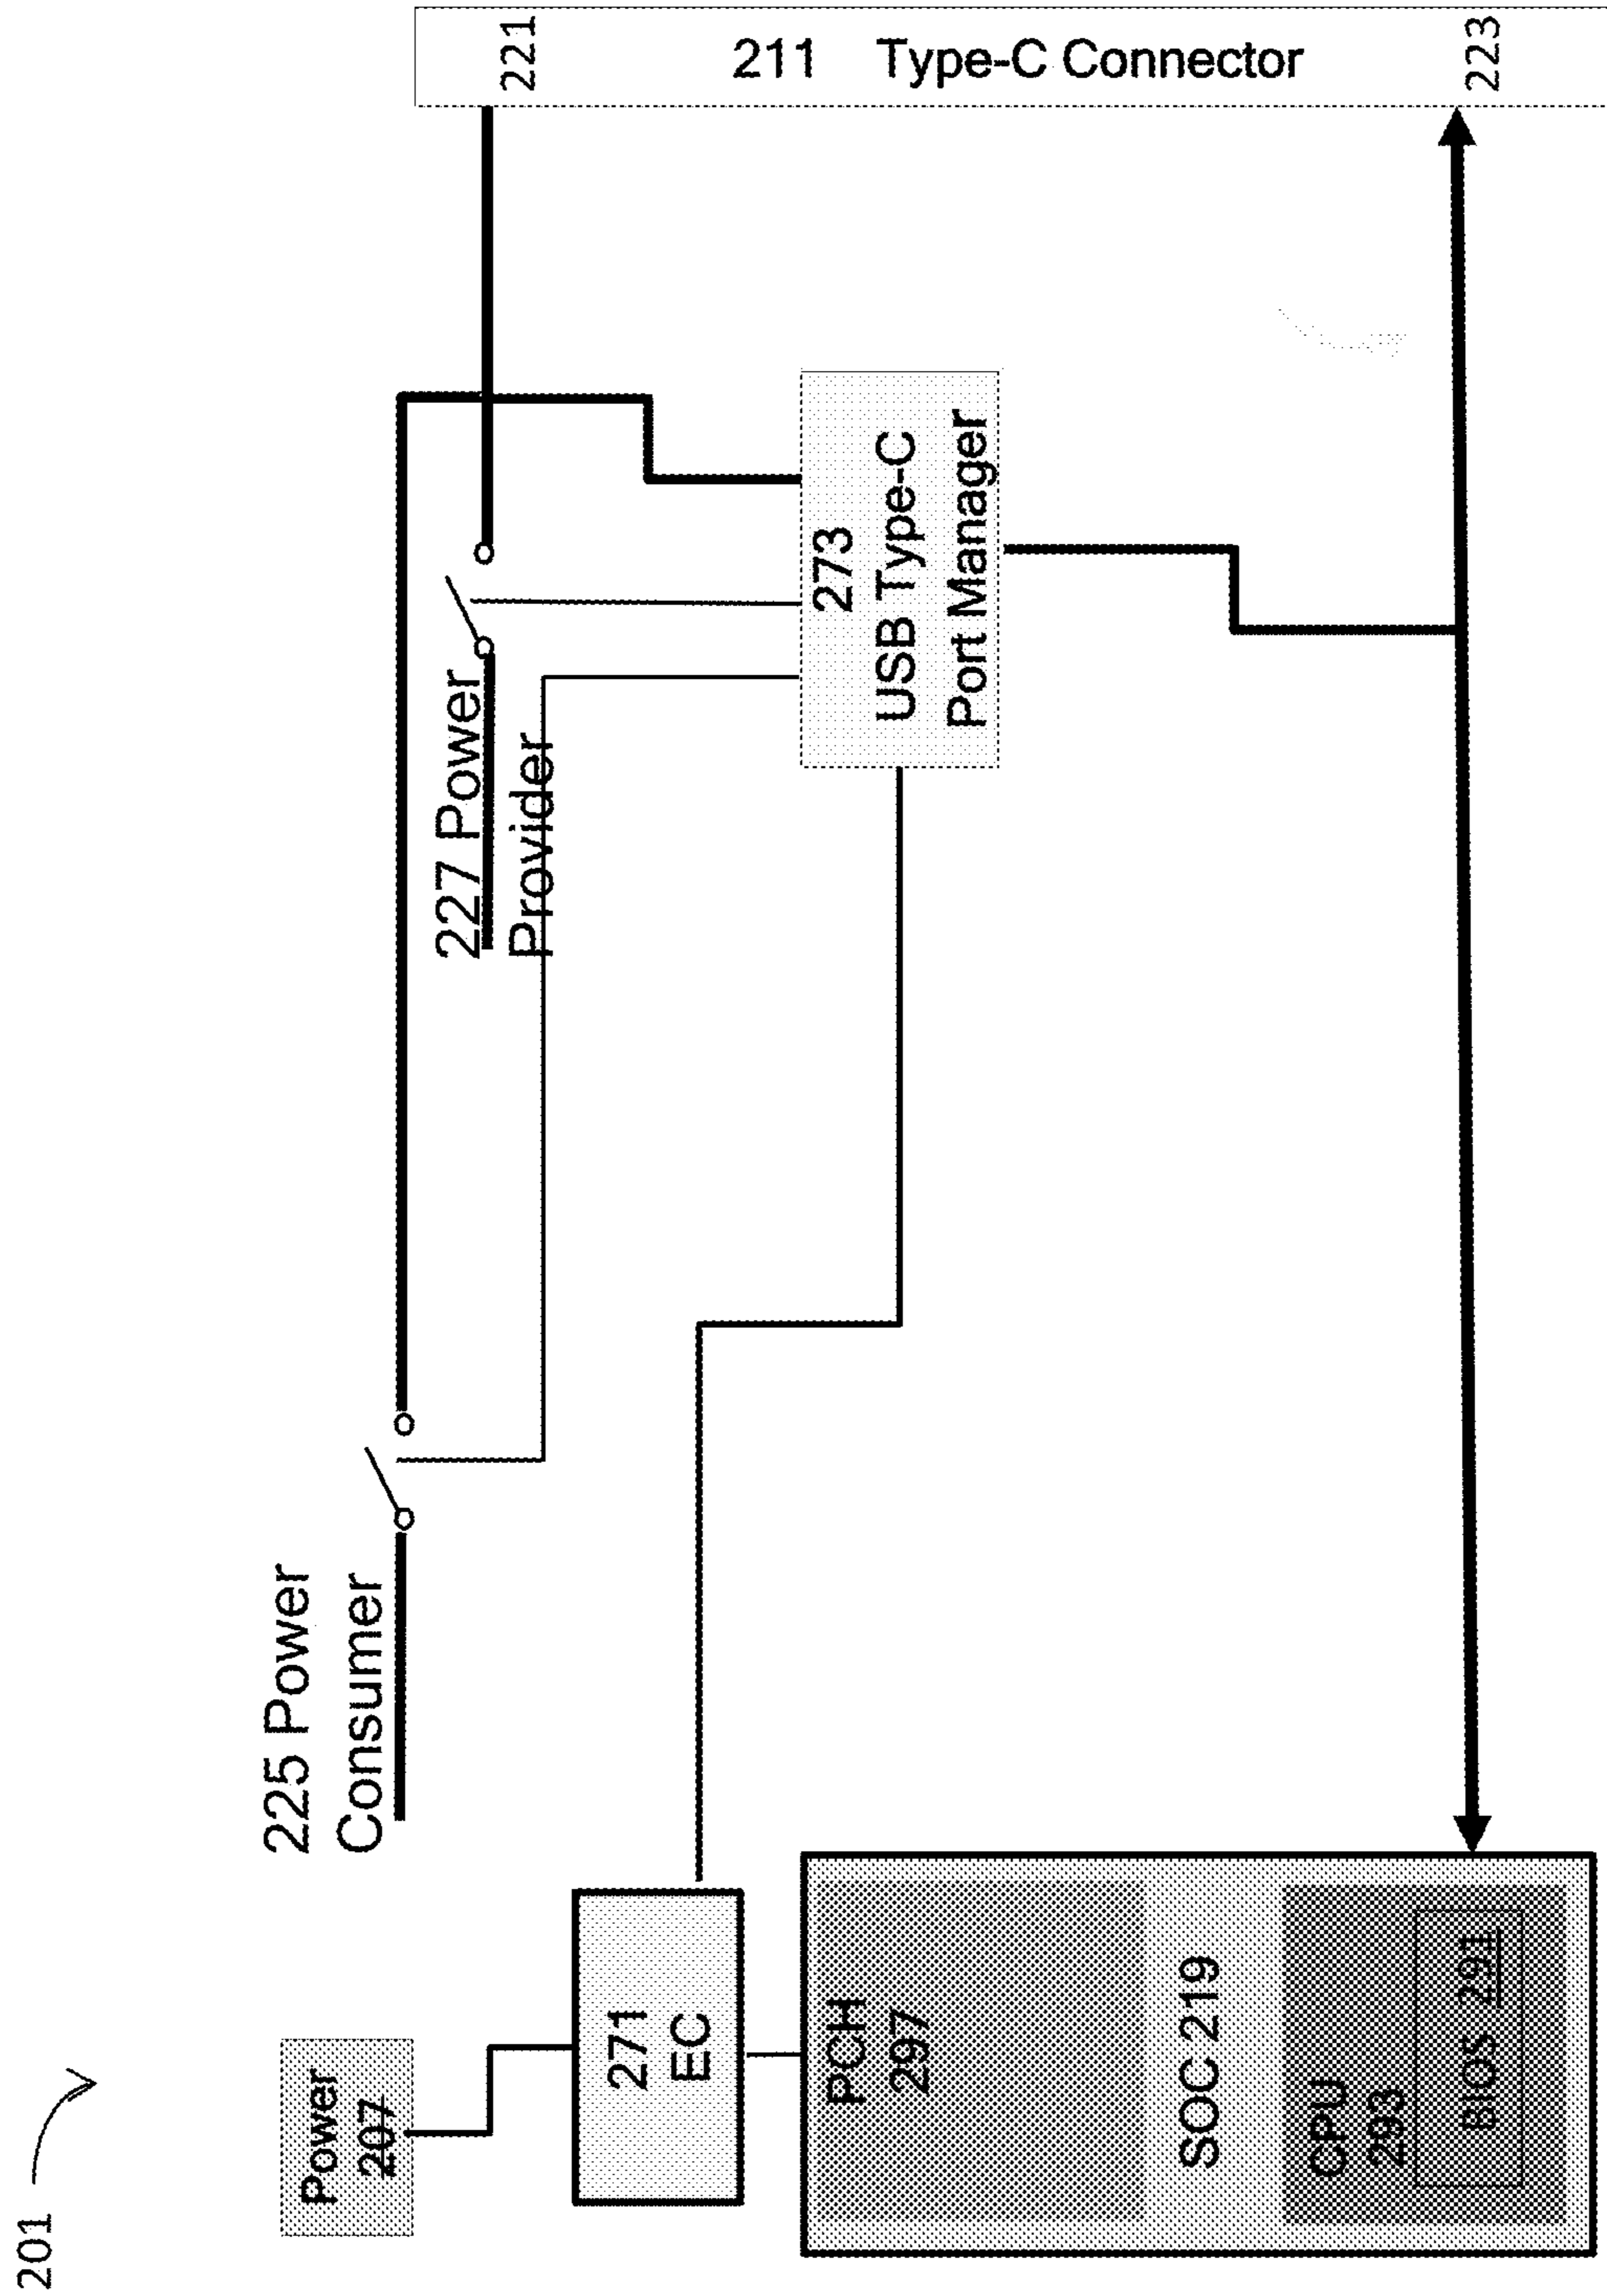 201
Power
207
225 Power
Consumer
227 Power
Provider
221
211 Type-C Connector
223
271
EC
273
USB Type-C
Port Manager
PCH
297
SOC 219
CPU
293
BIOS 291